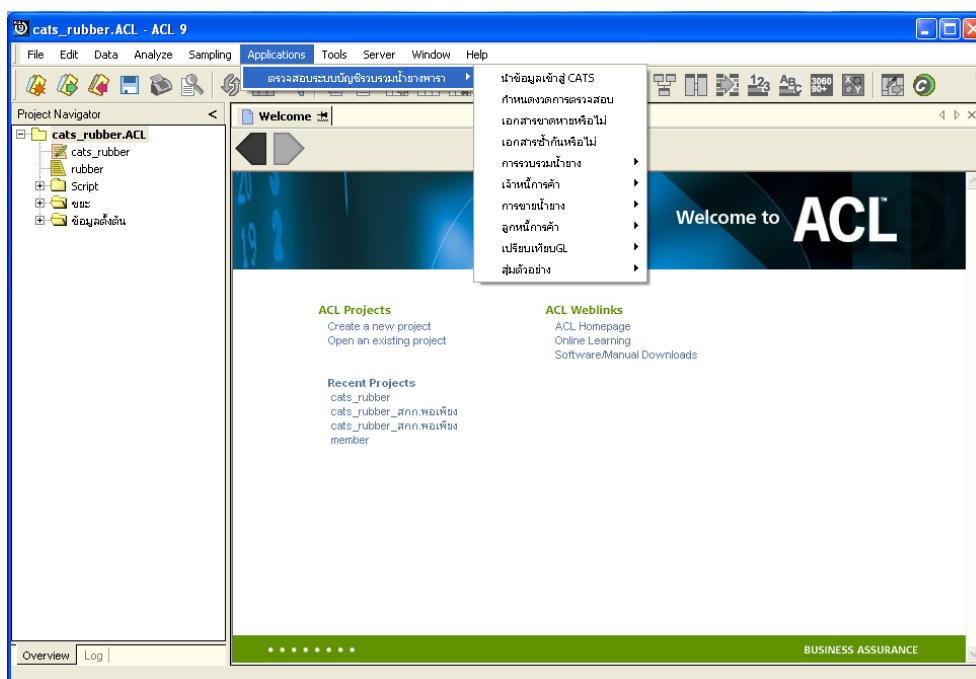 cats_rubber.ACL - ACL 9
File Edit Data Analyze Sampling Applications Tools Server Window Help
ตรวจสอบระบบบัญชีรวบรวมน้ำยางพารา
นำข้อมูลเข้าสู่ CATS
กำหนดงวดการตรวจสอบ
เอกสารขาดหายหรือไม่
เอกสารซ้ำกันหรือไม่
การรวบรวมน้ำยาง
เจ้าหนี้การค้า
การขายน้ำยาง
ลูกหนี้การค้า
เปรียบเทียบGL
สุ่มตัวอย่าง
Project Navigator <
cats_rubber.ACL
cats_rubber
rubber
Script
ขยะ
ข้อมูลตั้งต้น
Welcome
Welcome to ACL
ACL Projects
Create a new project
Open an existing project
Recent Projects
cats_rubber
cats_rubber_สกก.พอเพียง
cats_rubber_สกก.พอเพียง
member
ACL Weblinks
ACL Homepage
Online Learning
Software/Manual Downloads
BUSINESS ASSURANCE
Overview Log